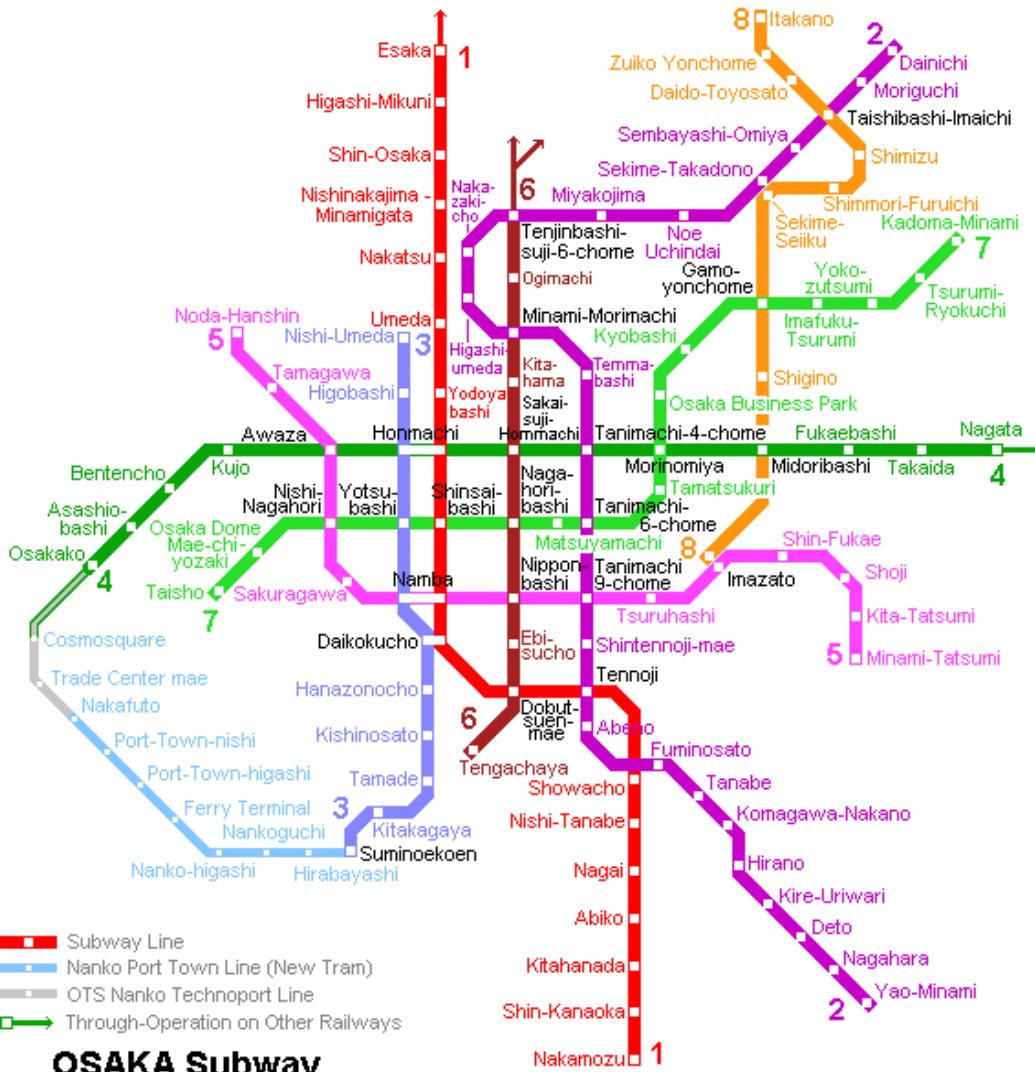 8
Itakano
2
Esaka
1
Zuiko Yonchome
Dainichi
Higashi-Mikuni
Daido-Toyosato
Moriguchi
Taishibashi-Imaichi
Shin-Osaka
Sembayashi-Omiya
Shimizu
Sekime-Takadono
Nishinakajima -
Minamigata
Naka-
zaki-
cho
6
Miyakojima
Shimmori-Furuichi
Tenjinbashi-
suji-6-chome
Noe
Uchindai
Sekime-
Seiiku
Kadoma-Minami
7
Nakatsu
Ogimachi
Gamo-
yonchome
Yoko-
zutsumi
Tsurumi-
Ryokuchi
Noda-Hanshin
5
Umeda
Nishi-Umeda
3
Minami-Morimachi
Kyobashi
Imafuku-
Tsurumi
Higashi-
umeda
Tamagawa
Kita-
hama
Temma-
bashi
Shigino
Higobashi
Yodoya
bashi
Sakai-
suji-
Hommachi
Osaka Business Park
Awaza
Honmachi
Tanimachi-4-chome
Fukaebashi
Nagata
4
Kujo
Morinomiya
Midoribashi
Takaida
Bentencho
Nishi-
Nagahori
Yotsu-
bashi
Shinsai-
bashi
Naga-
hori-
bashi
Tamatsukuri
Asashio-
bashi
Tanimachi-
6-chome
Osaka Dome
Mae-chi-
yozaki
Matsuyamachi
8
Shin-Fukae
Osakako
4
Taisho
7
Sakuragawa
Namba
Nippon-
bashi
Tanimachi
9-chome
Imazato
Shoji
Tsuruhashi
Kita-Tatsumi
Cosmosquare
Daikokucho
Ebi-
sucho
Shintennoji-mae
5
Minami-Tatsumi
Trade Center mae
Hanazonocho
Tennoji
Nakafuto
6
Dobut-
suen-
mae
Abeno
Port-Town-nishi
Kishinosato
Tengachaya
Fuminosato
Port-Town-higashi
Tamade
Showacho
Tanabe
Ferry Terminal
3
Kitakagaya
Nishi-Tanabe
Komagawa-Nakano
Nankoguchi
Suminoekoen
Nanko-higashi
Hirabayashi
Nagai
Hirano
Kire-Uriwari
Abiko
Deto
Subway Line
Kitahanada
Nagahara
Nanko Port Town Line (New Tram)
OTS Nanko Technoport Line
Yao-Minami
2
Through-Operation on Other Railways
Shin-Kanaoka
OSAKA Subway
Nakamozu
1